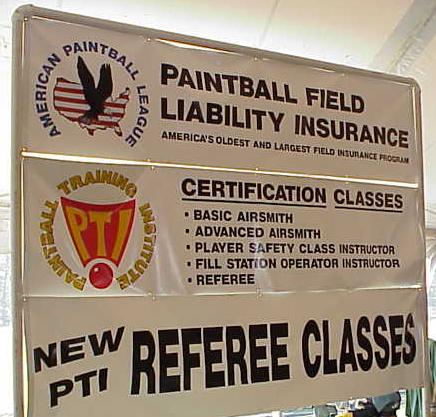 AMERICAN PAINTBALL LEAGUE
PAINTBALL FIELD
LIABILITY INSURANCE
AMERICA'S OLDEST AND LARGEST FIELD INSURANCE PROGRAM
PAINTBALL TRAINING INSTITUTE
PTI
CERTIFICATION CLASSES
• BASIC AIRSMITH
• ADVANCED AIRSMITH
• PLAYER SAFETY CLASS INSTRUCTOR
• FILL STATION OPERATOR INSTRUCTOR
• REFEREE
NEW
PTI
REFEREE CLASSES